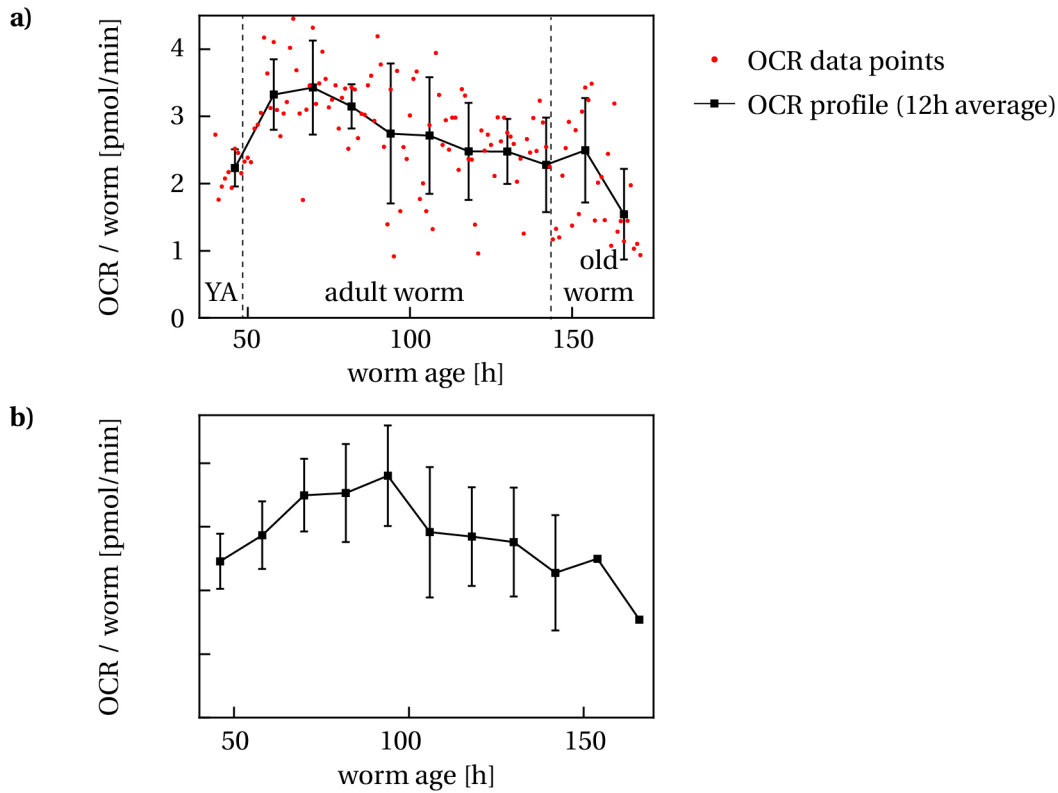 a)
OCR / worm [pmol/min]
4
3
2
1
0
YA
adult worm
old
worm
50
100
150
worm age [h]
OCR data points
OCR profile (12h average)
b)
OCR / worm [pmol/min]
50
100
150
worm age [h]